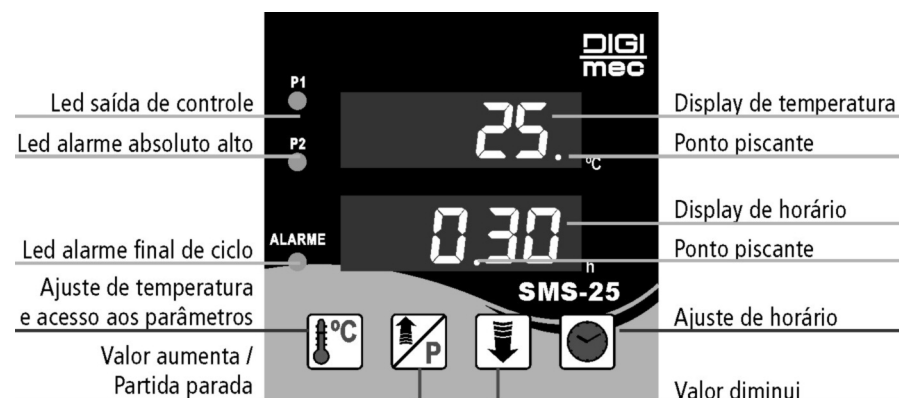 DIGI
mec
P1
Led saída de controle
25.
Display de temperatura
Led alarme absoluto alto
P2
ºC
Ponto piscante
Display de horário
ALARME
0.30
Led alarme final de ciclo
h
Ponto piscante
SMS-25
Ajuste de temperatura
e acesso aos parâmetros
ºC
P
Ajuste de horário
Valor aumenta /
Partida parada
Valor diminui